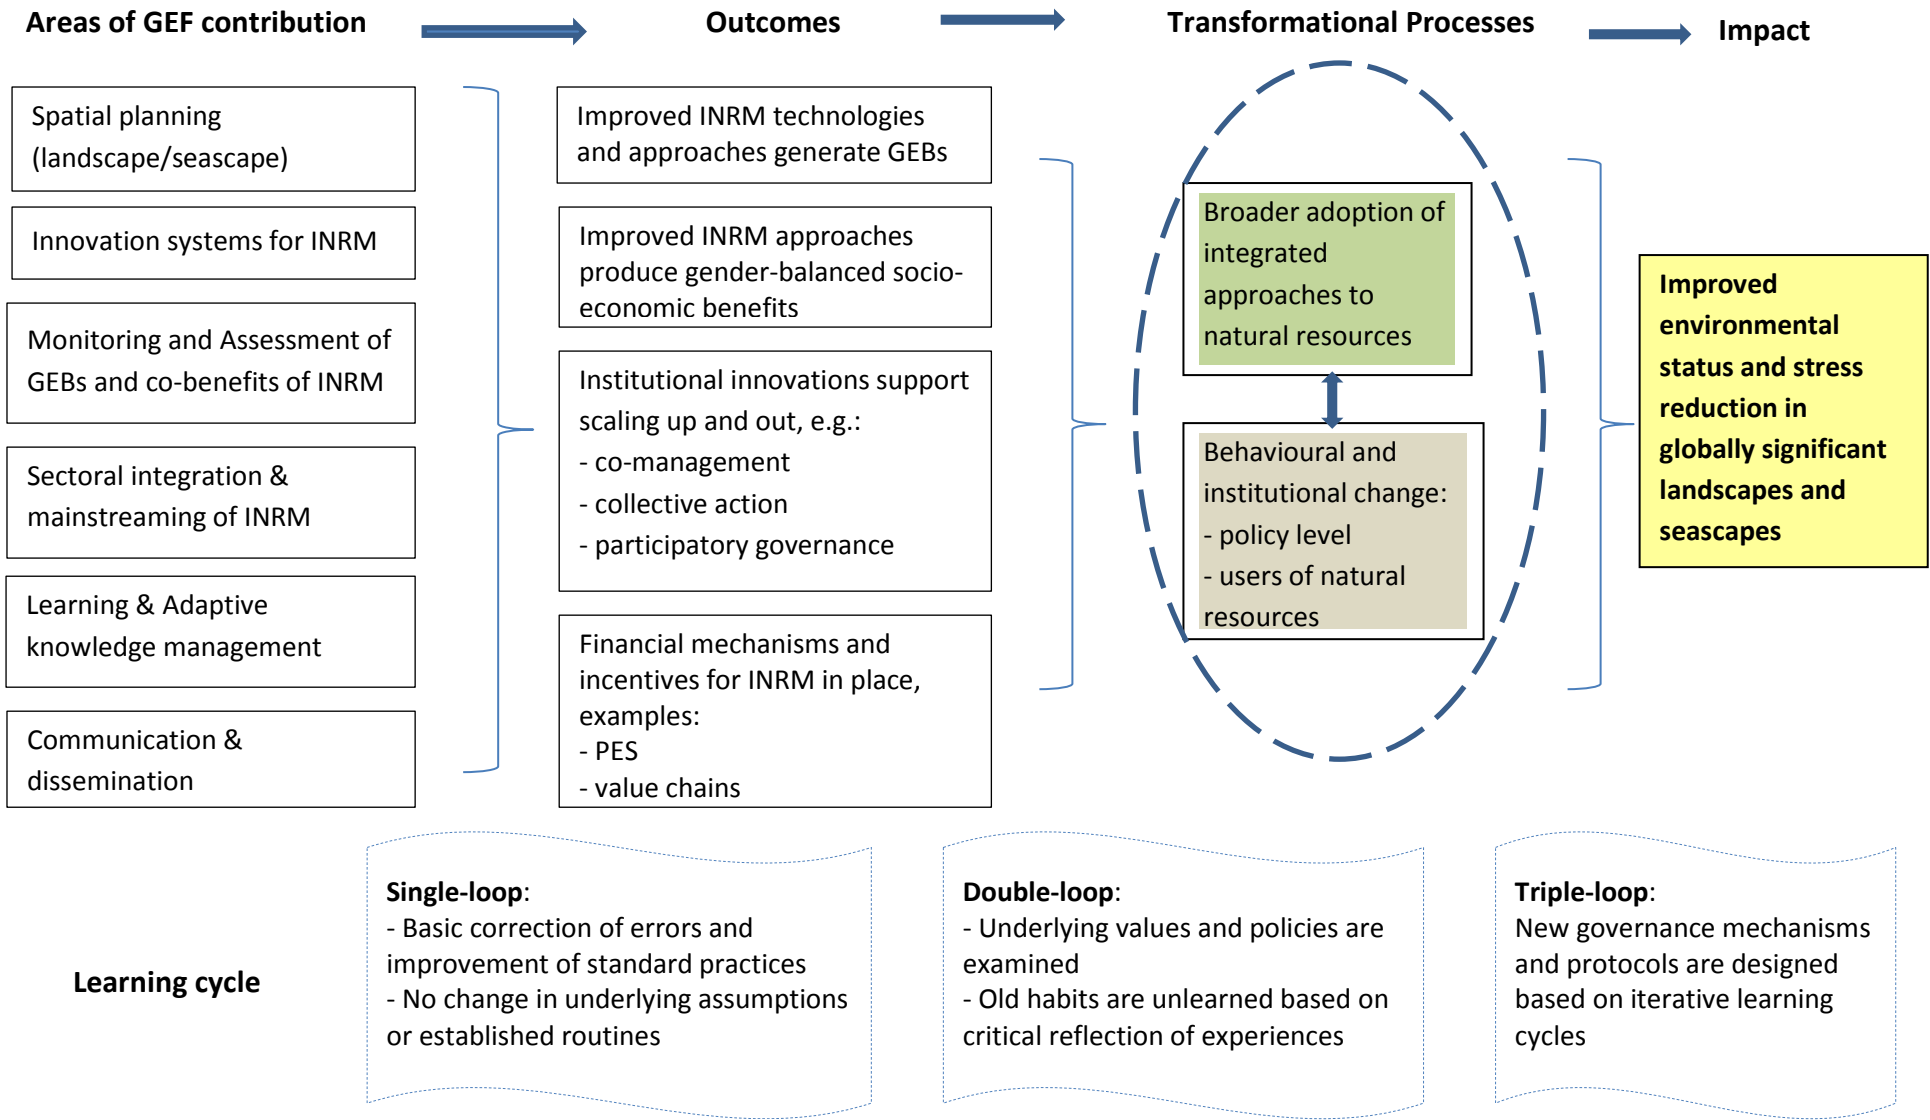 Areas of GEF contribution
Outcomes
Transformational Processes
Impact
Spatial planning
(landscape/seascape)
Innovation systems for INRM
Monitoring and Assessment of
GEBs and co-benefits of INRM
Sectoral integration &
mainstreaming of INRM
Learning & Adaptive
knowledge management
Communication &
dissemination
Improved INRM technologies
and approaches generate GEBs
Improved INRM approaches
produce gender-balanced socio-
economic benefits
Institutional innovations support
scaling up and out, e.g.:
- co-management
- collective action
- participatory governance
Financial mechanisms and
incentives for INRM in place,
examples:
- PES
- value chains
Broader adoption of
integrated
approaches to
natural resources
Behavioural and
institutional change:
- policy level
- users of natural
resources
Improved
environmental
status and stress
reduction in
globally significant
landscapes and
seascapes
Learning cycle
Single-loop:
- Basic correction of errors and
improvement of standard practices
- No change in underlying assumptions
or established routines
Double-loop:
- Underlying values and policies are
examined
- Old habits are unlearned based on
critical reflection of experiences
Triple-loop:
New governance mechanisms
and protocols are designed
based on iterative learning
cycles